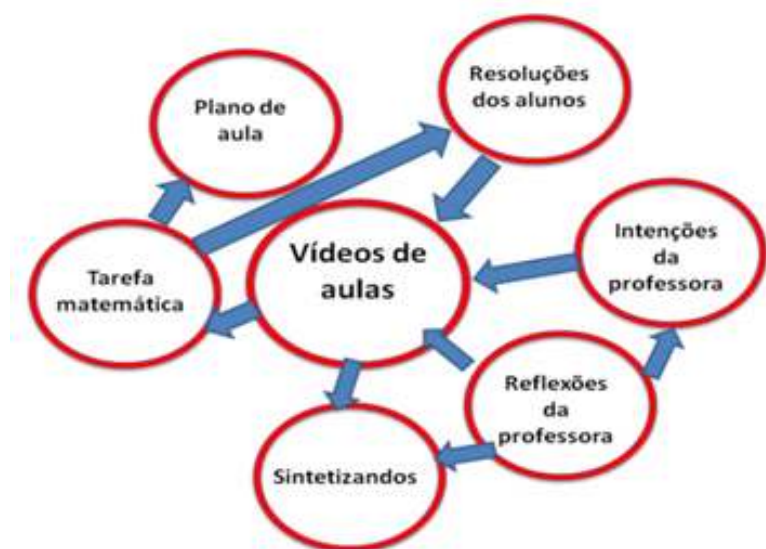 Plano de
aula
Resoluções
dos alunos
Vídeos de
aulas
Intenções
da
professora
Tarefa
matemática
Reflexões
da
professora
Sintetizandos